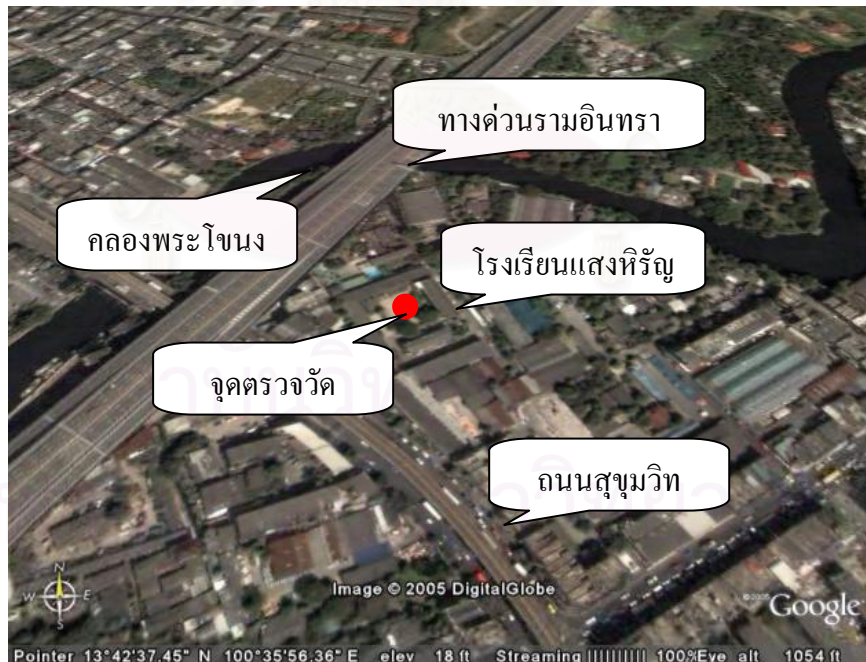 ทางด่วนรามอินทรา
คลองพระโขนง
โรงเรียนแสงหิรัญ
จุดตรวจวัด
ถนนสุขุมวิท
N
W E
S
Image © 2005 DigitalGlobe
© 2005 Google
Pointer 13°42'37.45" N 100°35'56.36" E elev 18 ft Streaming |||||||||| 100% Eye alt 1054 ft